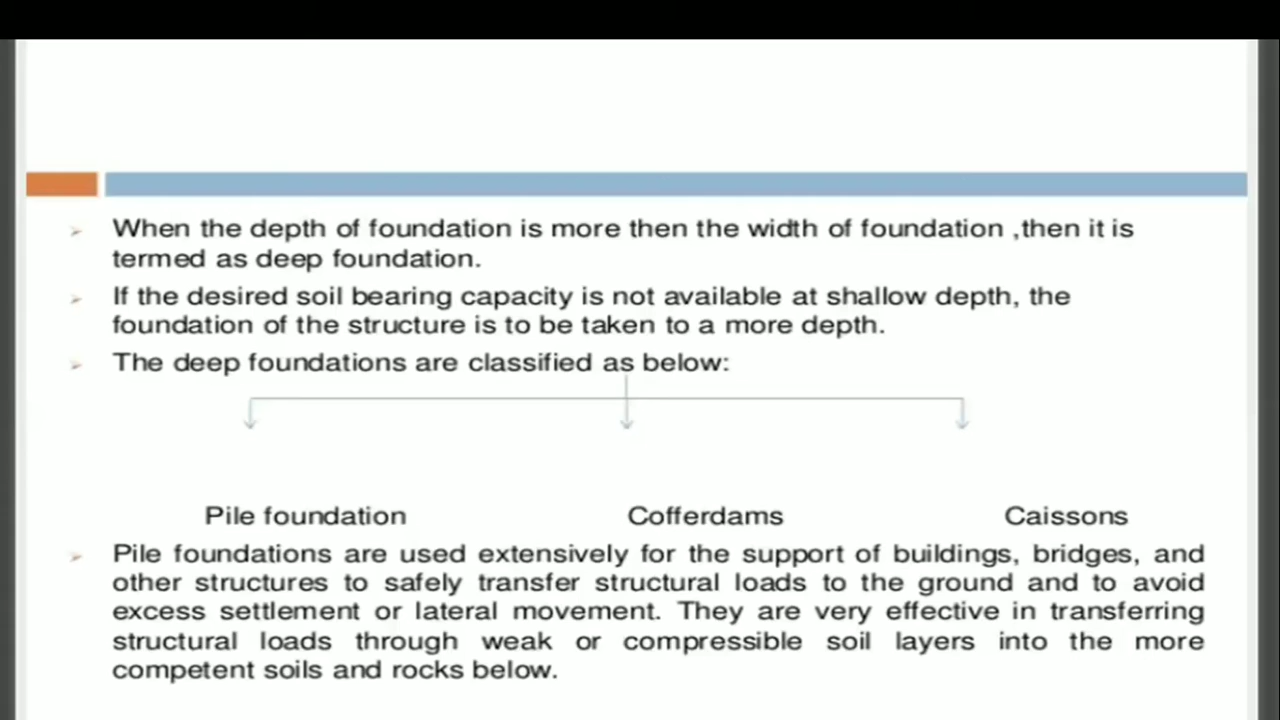 When the depth of foundation is more then the width of foundation ,then it is
termed as deep foundation.
If the desired soil bearing capacity is not available at shallow depth, the
foundation of the structure is to be taken to a more depth.
The deep foundations are classified as below:
Pile foundation Cofferdams Caissons
Pile foundations are used extensively for the support of buildings, bridges, and
other structures to safely transfer structural loads to the ground and to avoid
excess settlement or lateral movement. They are very effective in transferring
structural loads through weak or compressible soil layers into the more
competent soils and rocks below.